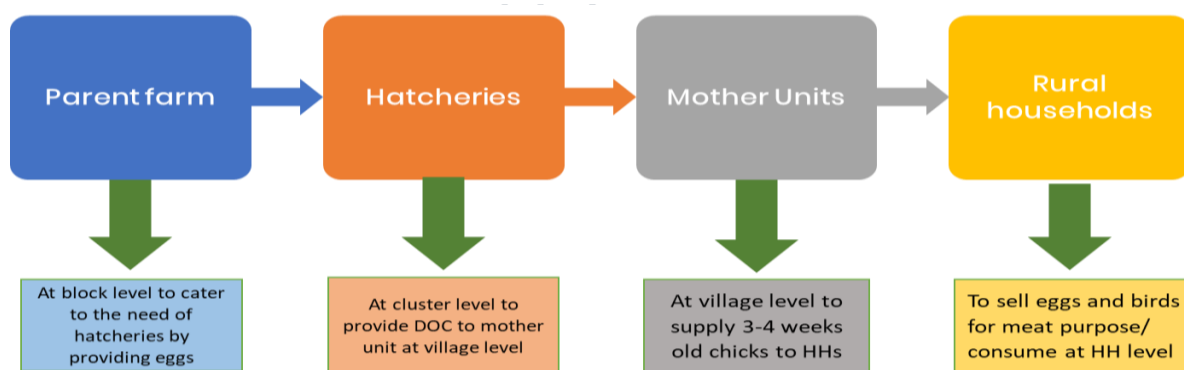 Parent farm
Hatcheries
Mother Units
Rural
households
At block level to cater
to the need of
hatcheries by
providing eggs
At cluster level to
provide DOC to mother
unit at village level
At village level to
supply 3-4 weeks
old chicks to HHs
To sell eggs and birds
for meat purpose/
consume at HH level